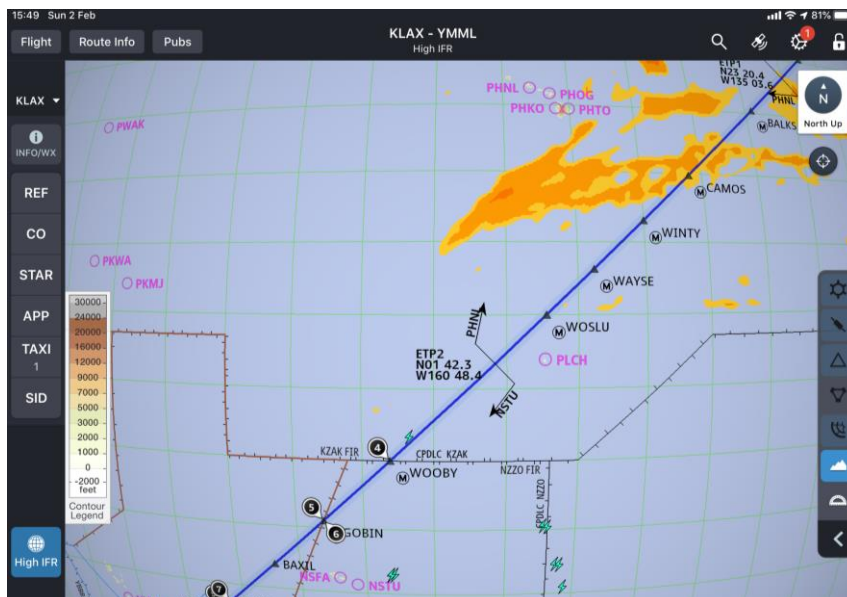 15:49 Sun 2 Feb
81%
Flight
Route Info
Pubs
KLAX - YMML
High IFR
1
KLAX
INFO/WX
REF
CO
STAR
APP
TAXI
1
SID
High IFR
N
North Up
ETP1
N23 20.4
W135 03.6
PHNL
M BALKS
PHNL
PHOG
PHKO
PHTO
PWAK
M CAMOS
M WINTY
PKWA
PKMJ
M WAYSE
M WOSLU
PHNL
PLCH
ETP2
N01 42.3
W160 48.4
NSTU
30000
24000
20000
16000
12000
9000
7000
5000
3000
2000
1000
0
-2000
feet
Contour
Legend
4
KZAK FIR
CPDLC KZAK
NZZO FIR
M WOOBY
CPDLC NZZO
5
6
GOBIN
BAXIL
NSFA
NSTU
7